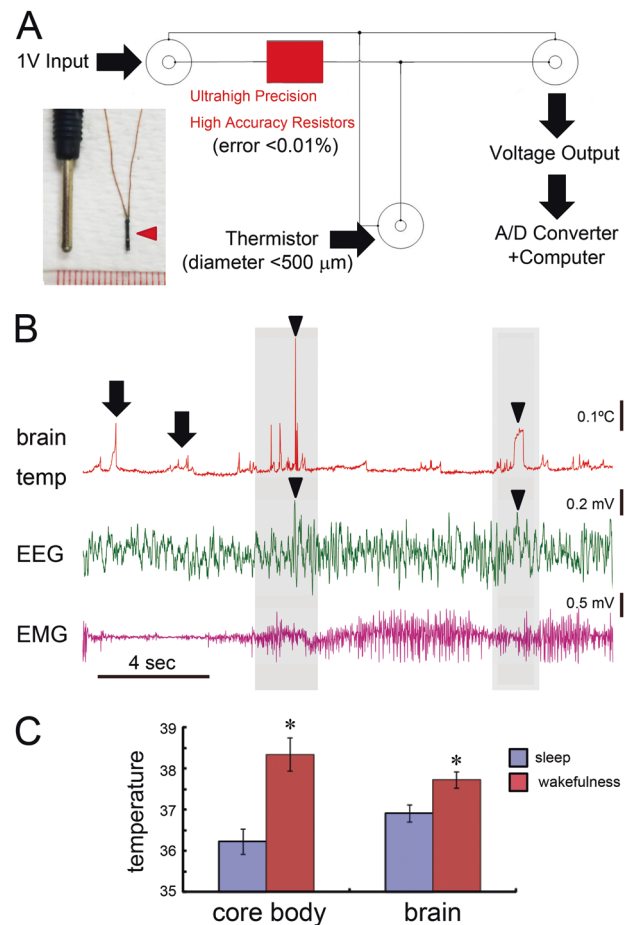 A
1V Input
Ultrahigh Precision
High Accuracy Resistors
(error <0.01%)
Voltage Output
Thermistor
(diameter <500 μm)
A/D Converter
+Computer
B
0.1ºC
brain
temp
0.2 mV
EEG
0.5 mV
EMG
4 sec
C
39
38
37
36
35
temperature
*
*
sleep
wakefulness
core body
brain